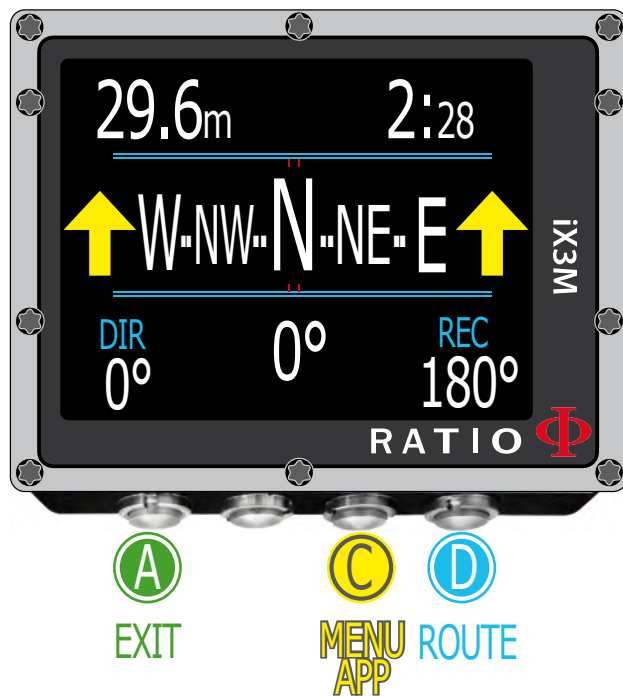 29.6m 2:28
W··NW··N··NE··E
DIR 0° REC
0° 180°
iX3M
RATIO
A C D
EXIT MENU APP ROUTE